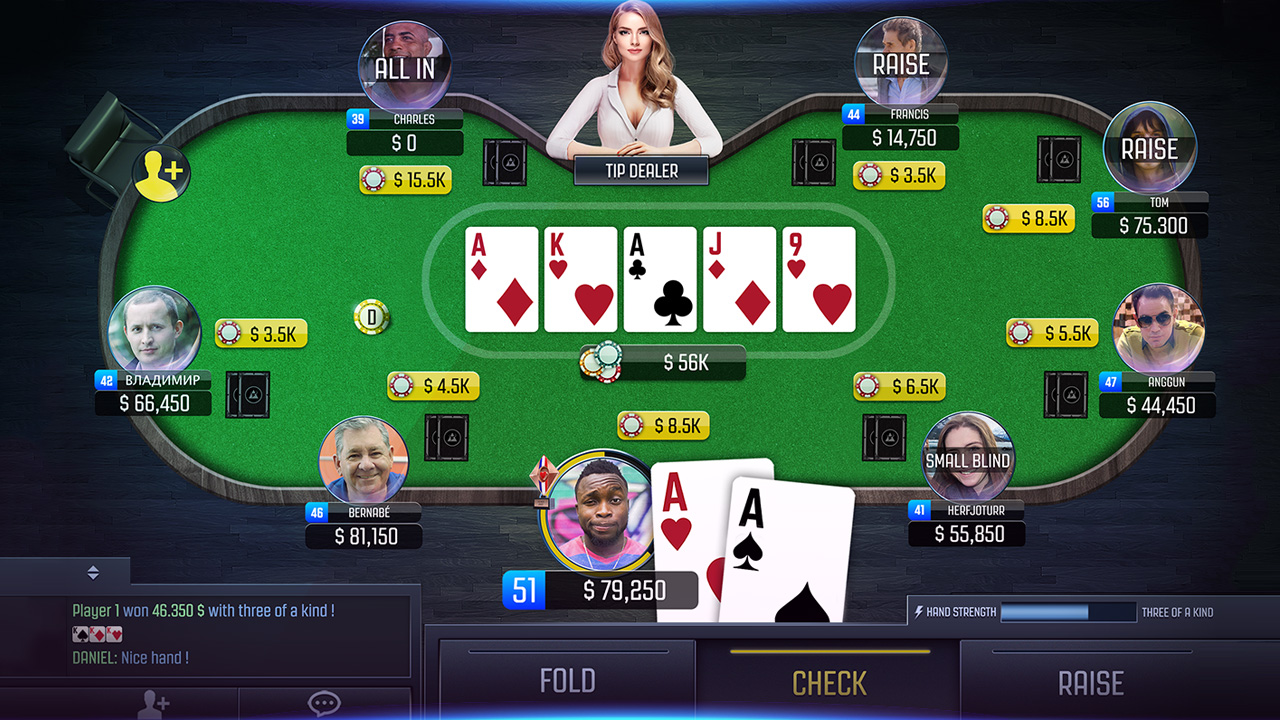 ALL IN
39 CHARLES
$ 0
$ 15.5K
TIP DEALER
RAISE
44 FRANCIS
$ 14,750
$ 3.5K
RAISE
56 TOM
$ 75.300
$ 8.5K
A K A J 9
D
$ 3.5K
42 ВЛАДИМИР
$ 66,450
$ 56K
$ 5.5K
47 ANGGUN
$ 44,450
$ 4.5K
$ 6.5K
$ 8.5K
46 BERNABÉ
$ 81,150
SMALL BLIND
41 HERFJOTURR
$ 55,850
A A
51 $ 79,250
Player 1 won 46.350 $ with three of a kind !
DANIEL: Nice hand !
HAND STRENGTH THREE OF A KIND
FOLD CHECK RAISE